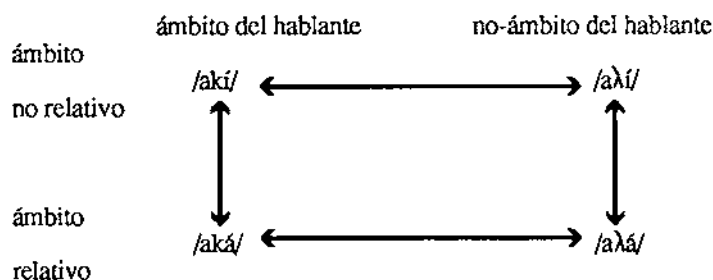 ámbito del hablante no-ámbito del hablante
ámbito
no relativo
/akí/ /aλí/
ámbito
relativo
/aká/ /aλá/